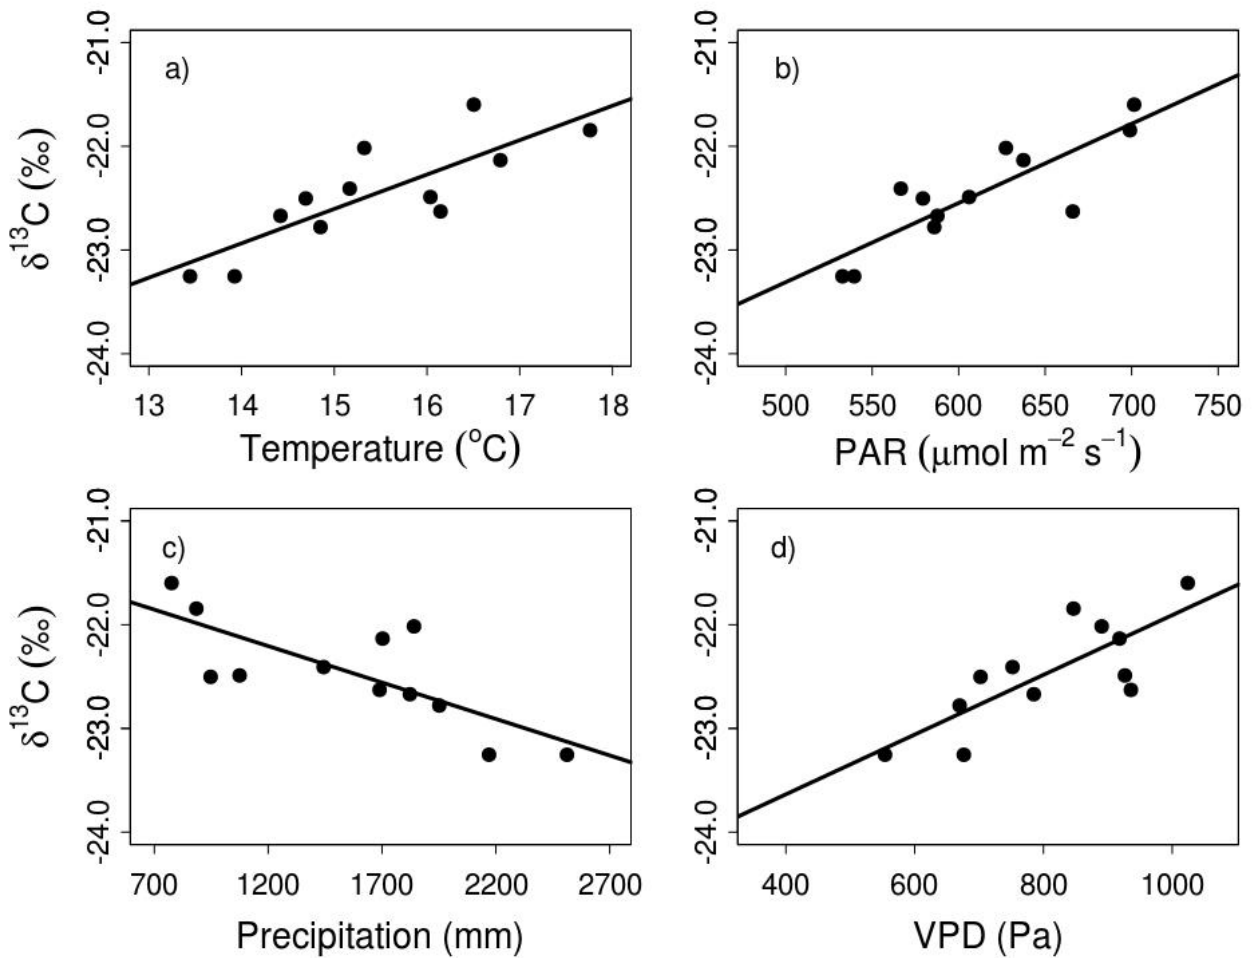 a)
δ¹³C (‰)
-21.0
-22.0
-23.0
-24.0
13 14 15 16 17 18
Temperature (°C)
b)
-21.0
-22.0
-23.0
-24.0
500 550 600 650 700 750
PAR (μmol m⁻² s⁻¹)
c)
δ¹³C (‰)
-21.0
-22.0
-23.0
-24.0
700 1200 1700 2200 2700
Precipitation (mm)
d)
-21.0
-22.0
-23.0
-24.0
400 600 800 1000
VPD (Pa)